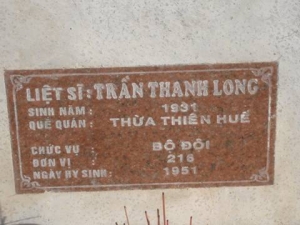 LIỆT SĨ: TRẦN THANH LONG
SINH NĂM : 1931
QUÊ QUÁN : THỪA THIÊN HUẾ
CHỨC VỤ : BỘ ĐỘI
ĐƠN VỊ : 216
NGÀY HY SINH : 1951